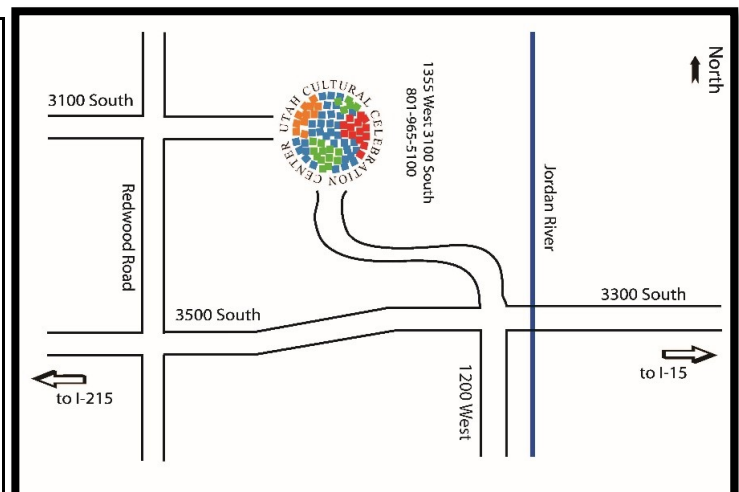 North
3100 South
UTAH CULTURAL CELEBRATION CENTER
1355 West 3100 South
801-965-5100
Redwood Road
Jordan River
3300 South
3500 South
to I-215
1200 West
to I-15